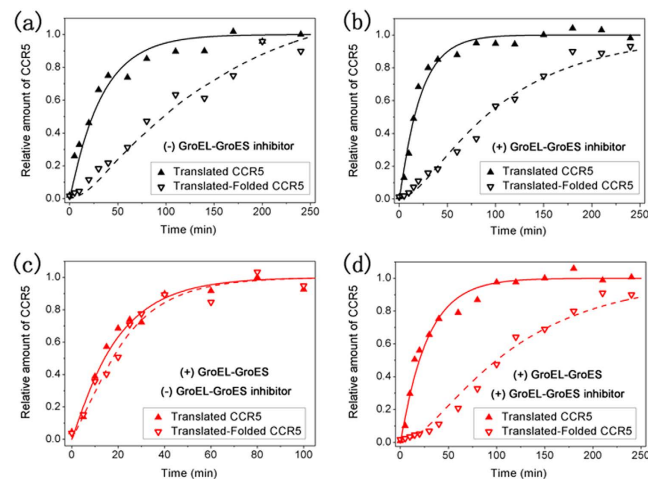 (a)
1.0
0.8
0.6
0.4
0.2
0.0
Relative amount of CCR5
(-) GroEL-GroES inhibitor
▲ Translated CCR5
▽ Translated-Folded CCR5
0 50 100 150 200 250
Time (min)
(b)
1.0
0.8
0.6
0.4
0.2
0.0
Relative amount of CCR5
(+) GroEL-GroES inhibitor
▲ Translated CCR5
▽ Translated-Folded CCR5
0 50 100 150 200 250
Time (min)
(c)
1.0
0.8
0.6
0.4
0.2
0.0
Relative amount of CCR5
(+) GroEL-GroES
(-) GroEL-GroES inhibitor
▲ Translated CCR5
▽ Translated-Folded CCR5
0 20 40 60 80 100
Time (min)
(d)
1.0
0.8
0.6
0.4
0.2
0.0
Relative amount of CCR5
(+) GroEL-GroES
(+) GroEL-GroES inhibitor
▲ Translated CCR5
▽ Translated-Folded CCR5
0 50 100 150 200 250
Time (min)